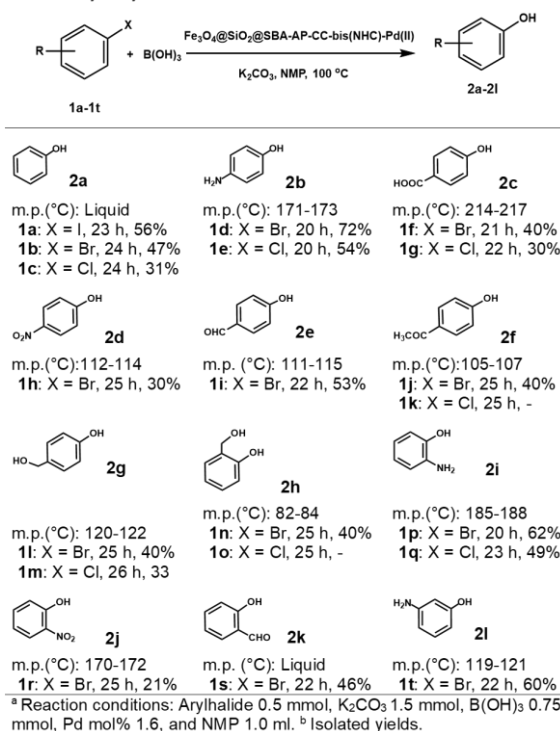 X
Fe₃O₄@SiO₂@SBA-AP-CC-bis(NHC)-Pd(II)
OH
R
+ B(OH)₃
R
K₂CO₃, NMP, 100 °C
1a-1t
2a-2l
OH
2a
m.p.(°C): Liquid
1a: X = I, 23 h, 56%
1b: X = Br, 24 h, 47%
1c: X = Cl, 24 h, 31%
OH
H₂N
2b
m.p.(°C): 171-173
1d: X = Br, 20 h, 72%
1e: X = Cl, 20 h, 54%
OH
HOOC
2c
m.p.(°C): 214-217
1f: X = Br, 21 h, 40%
1g: X = Cl, 22 h, 30%
OH
O₂N
2d
m.p.(°C):112-114
1h: X = Br, 25 h, 30%
OH
OHC
2e
m.p. (°C): 111-115
1i: X = Br, 22 h, 53%
OH
H₃COC
2f
m.p.(°C):105-107
1j: X = Br, 25 h, 40%
1k: X = Cl, 25 h, -
OH
HO
2g
m.p.(°C): 120-122
1l: X = Br, 25 h, 40%
1m: X = Cl, 26 h, 33
OH
OH
2h
m.p.(°C): 82-84
1n: X = Br, 25 h, 40%
1o: X = Cl, 25 h, -
OH
NH₂
2i
m.p.(°C): 185-188
1p: X = Br, 20 h, 62%
1q: X = Cl, 23 h, 49%
OH
NO₂
2j
m.p.(°C): 170-172
1r: X = Br, 25 h, 21%
OH
CHO
2k
m.p.(°C): Liquid
1s: X = Br, 22 h, 46%
H₂N
OH
2l
m.p.(°C): 119-121
1t: X = Br, 22 h, 60%
ᵃ Reaction conditions: Arylhalide 0.5 mmol, K₂CO₃ 1.5 mmol, B(OH)₃ 0.75
mmol, Pd mol% 1.6, and NMP 1.0 ml. ᵇ Isolated yields.